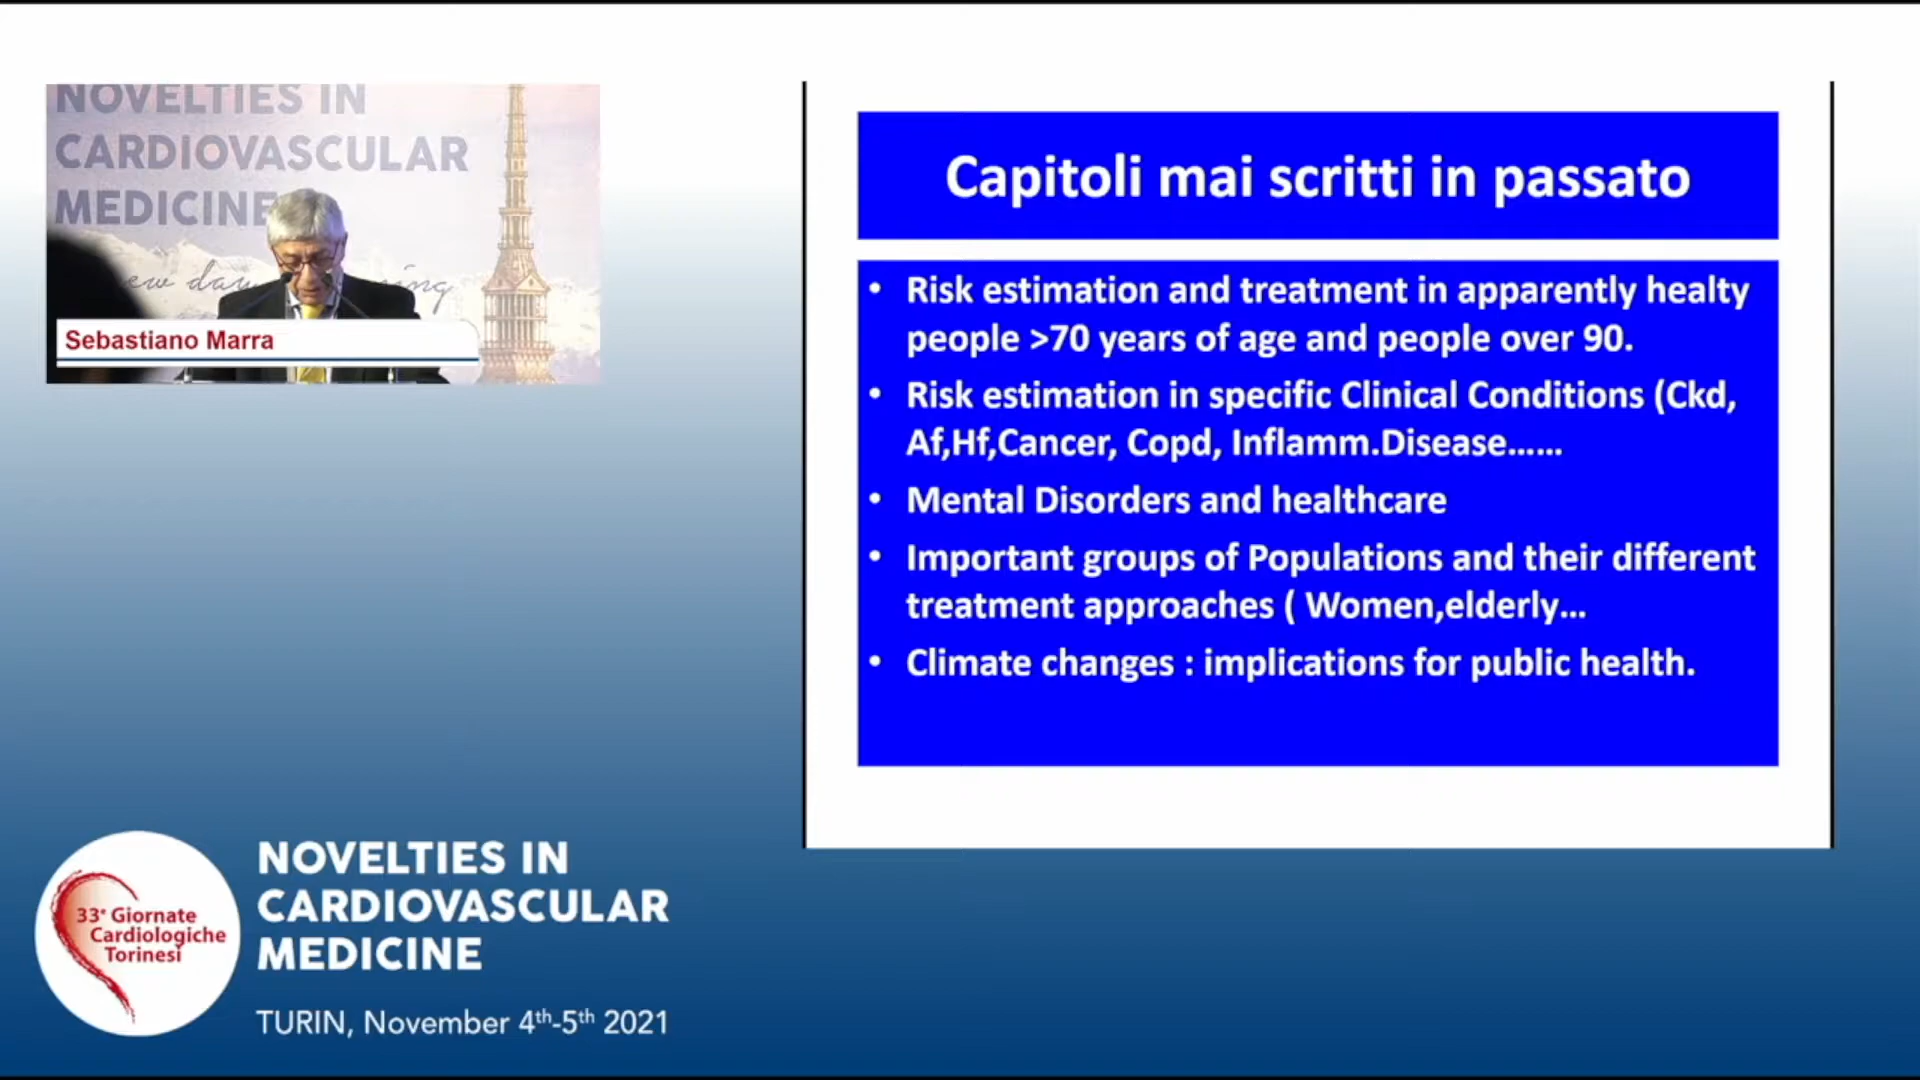 NOVELTIES IN
CARDIOVASCULAR
MEDICINE
Sebastiano Marra
Capitoli mai scritti in passato
• Risk estimation and treatment in apparently healty
people >70 years of age and people over 90.
• Risk estimation in specific Clinical Conditions (Ckd,
Af,Hf,Cancer, Copd, Inflamm.Disease......
• Mental Disorders and healthcare
• Important groups of Populations and their different
treatment approaches ( Women,elderly...
• Climate changes : implications for public health.
33° Giornate
Cardiologiche
Torinesi
NOVELTIES IN
CARDIOVASCULAR
MEDICINE
TURIN, November 4th-5th 2021